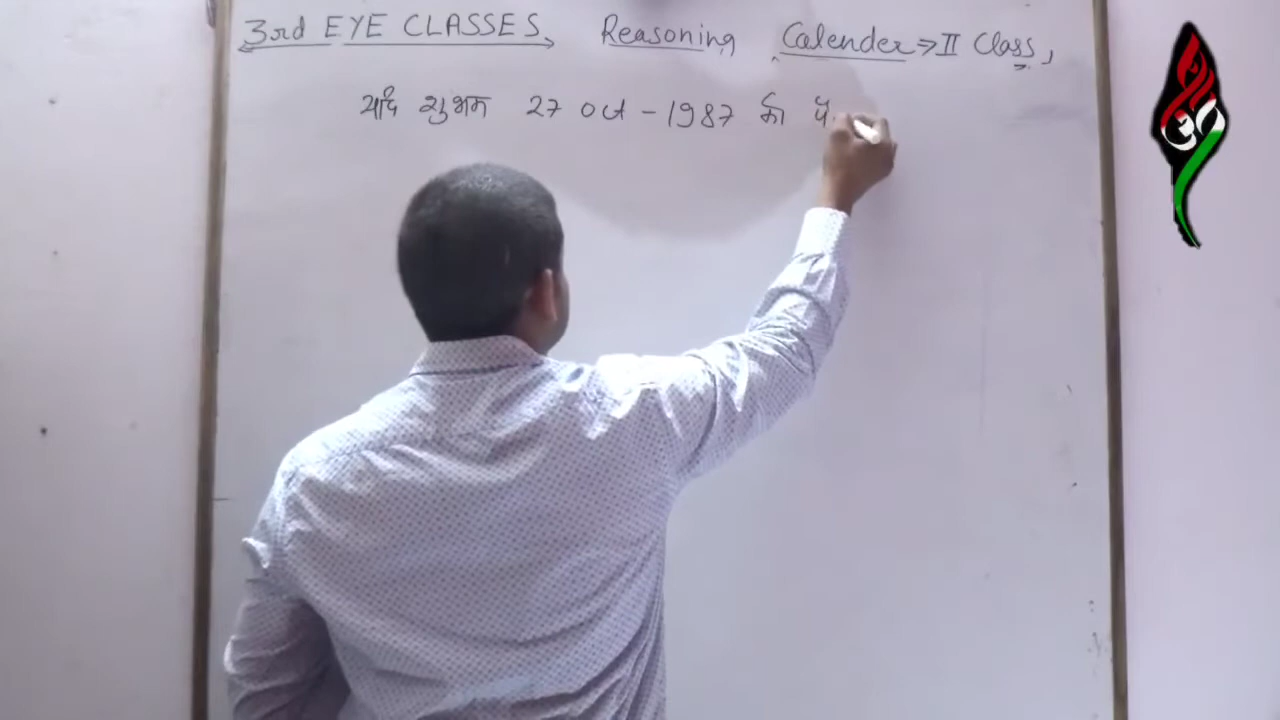 3rd EYE CLASSES, Reasoning Calender → II Class,
यदि शुभम 27 Oct - 1987 को पै